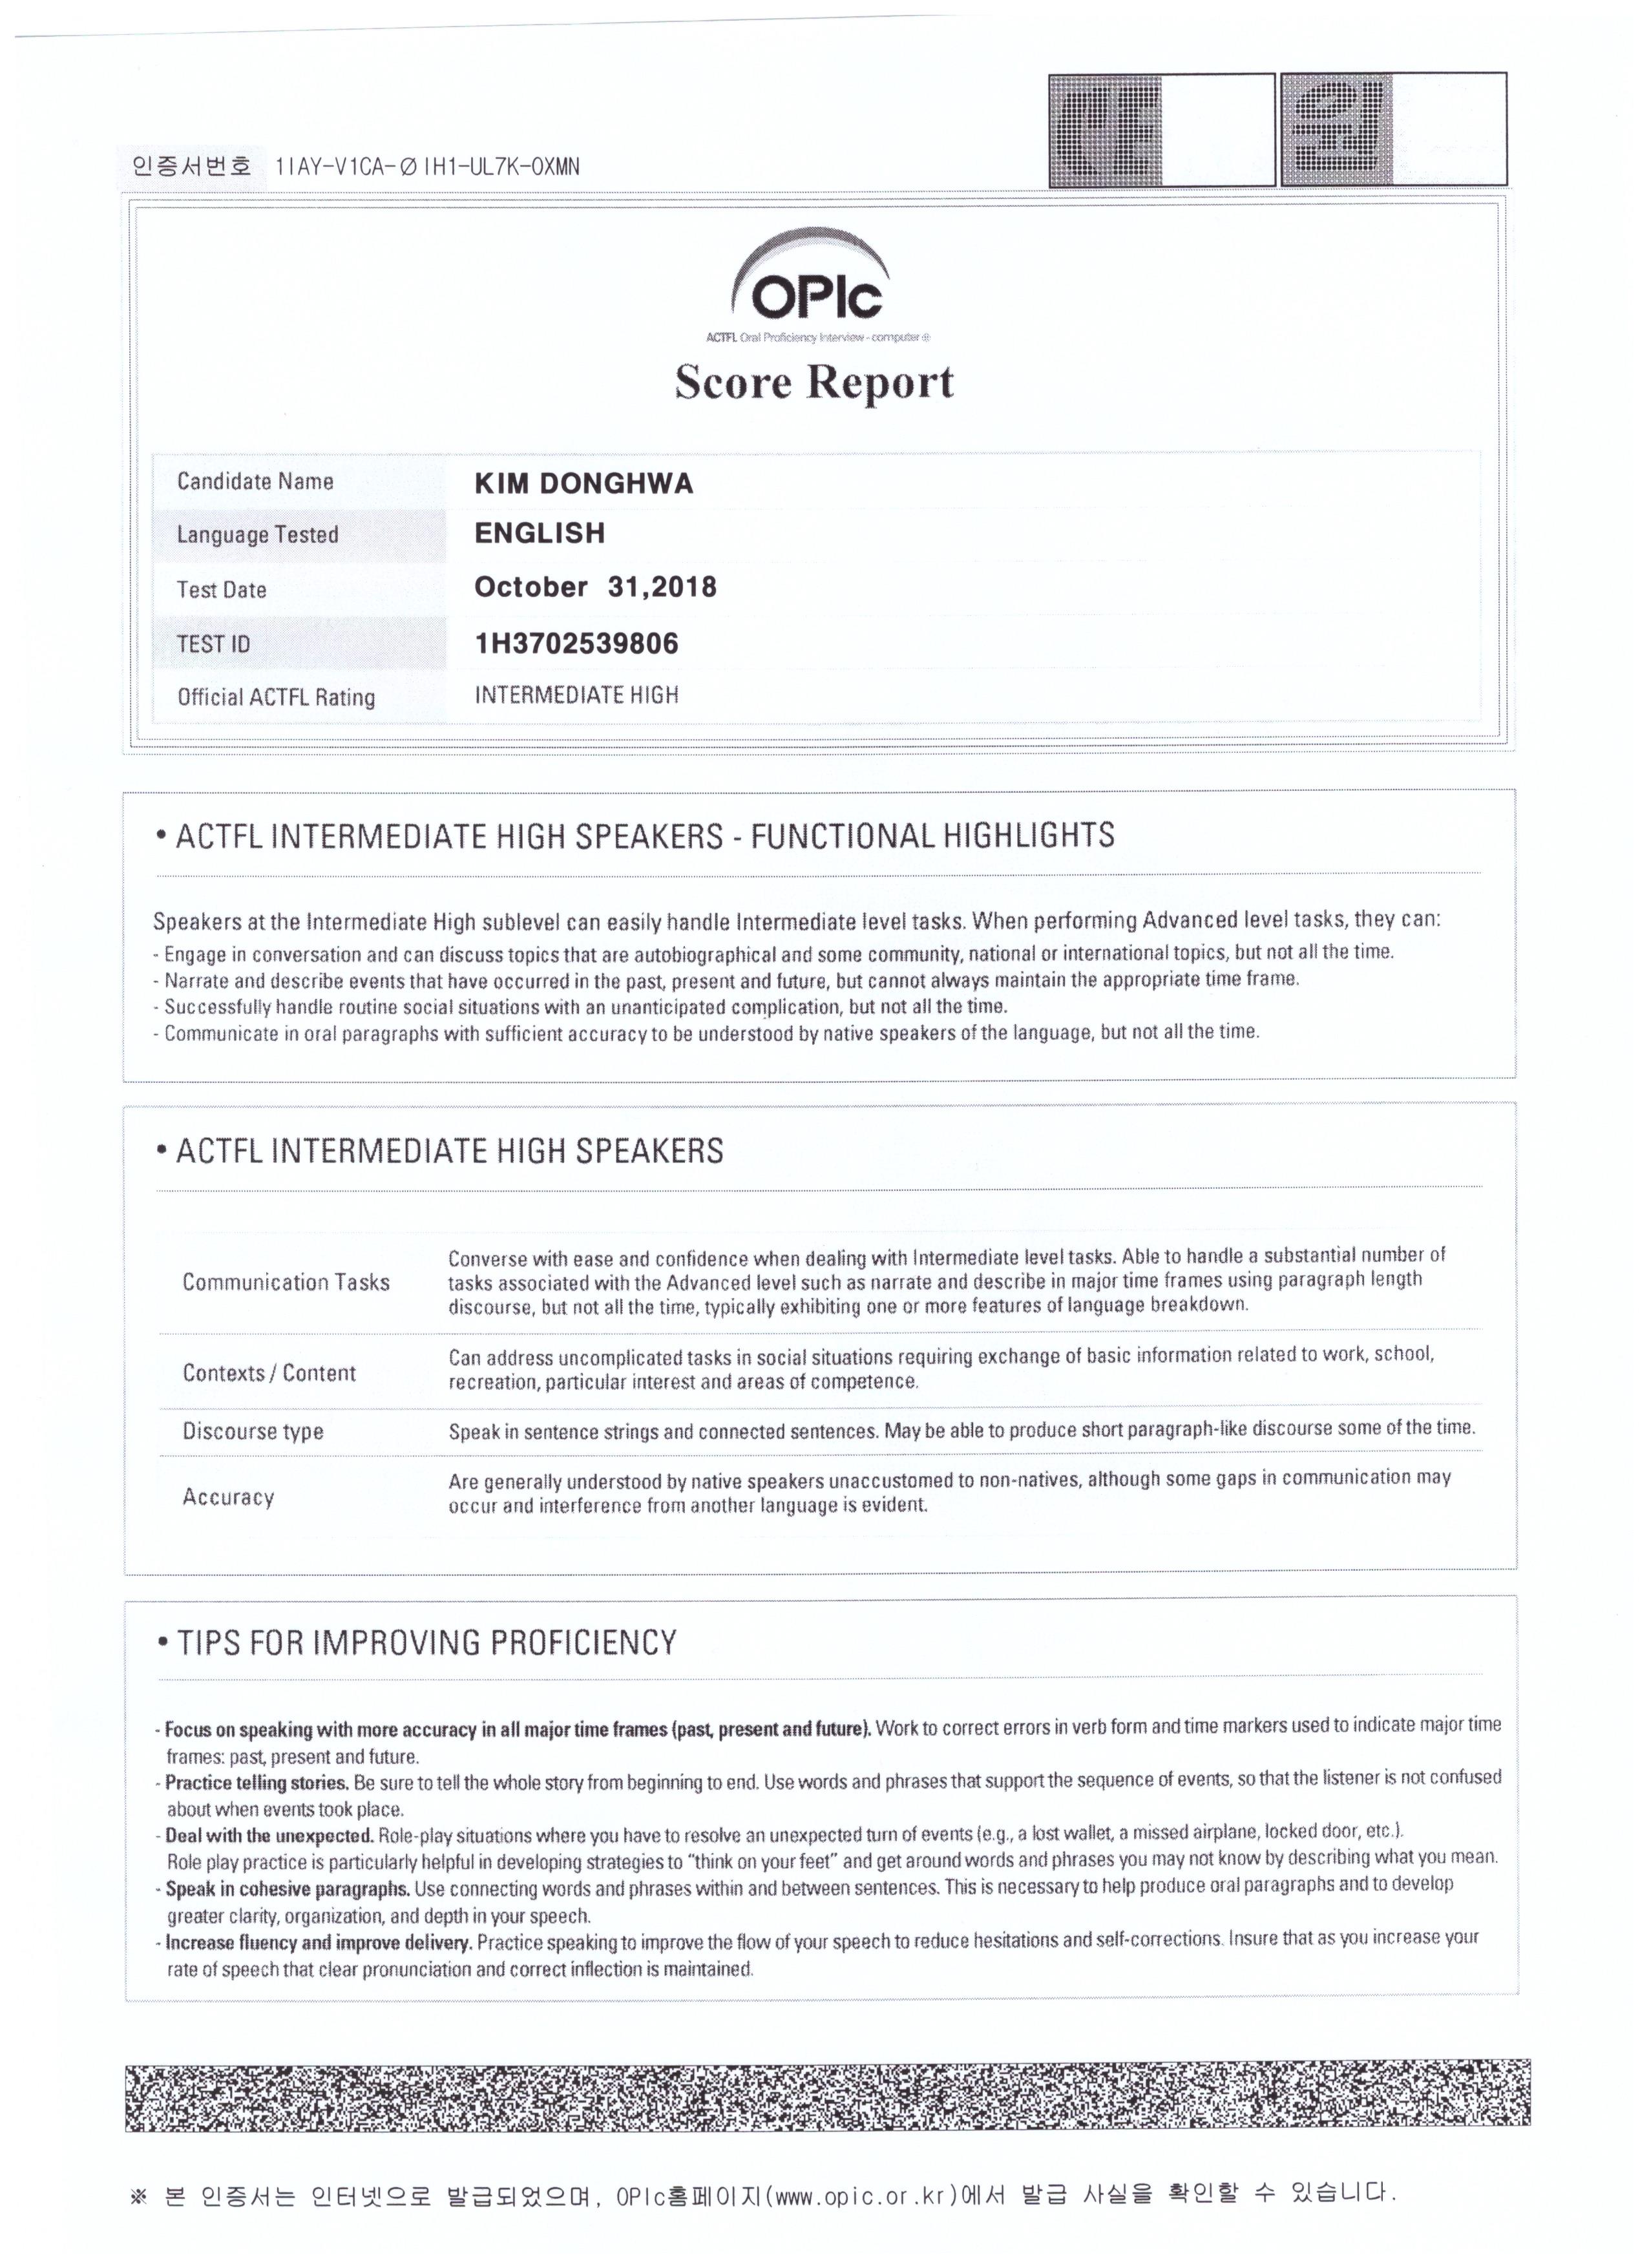 인증서번호 1IAY-V1CA-Ø IH1-UL7K-0XMN
원본
OPIc
ACTFL Oral Proficiency Interview - computer ®
Score Report
Candidate Name KIM DONGHWA
Language Tested ENGLISH
Test Date October 31,2018
TEST ID 1H3702539806
Official ACTFL Rating INTERMEDIATE HIGH
• ACTFL INTERMEDIATE HIGH SPEAKERS - FUNCTIONAL HIGHLIGHTS
Speakers at the Intermediate High sublevel can easily handle Intermediate level tasks. When performing Advanced level tasks, they can:
- Engage in conversation and can discuss topics that are autobiographical and some community, national or international topics, but not all the time.
- Narrate and describe events that have occurred in the past, present and future, but cannot always maintain the appropriate time frame.
- Successfully handle routine social situations with an unanticipated complication, but not all the time.
- Communicate in oral paragraphs with sufficient accuracy to be understood by native speakers of the language, but not all the time.
• ACTFL INTERMEDIATE HIGH SPEAKERS
Communication Tasks
Converse with ease and confidence when dealing with Intermediate level tasks. Able to handle a substantial number of
tasks associated with the Advanced level such as narrate and describe in major time frames using paragraph length
discourse, but not all the time, typically exhibiting one or more features of language breakdown.
Contexts / Content
Can address uncomplicated tasks in social situations requiring exchange of basic information related to work, school,
recreation, particular interest and areas of competence.
Discourse type Speak in sentence strings and connected sentences. May be able to produce short paragraph-like discourse some of the time.
Accuracy
Are generally understood by native speakers unaccustomed to non-natives, although some gaps in communication may
occur and interference from another language is evident.
• TIPS FOR IMPROVING PROFICIENCY
- Focus on speaking with more accuracy in all major time frames (past, present and future). Work to correct errors in verb form and time markers used to indicate major time
frames: past, present and future.
- Practice telling stories. Be sure to tell the whole story from beginning to end. Use words and phrases that support the sequence of events, so that the listener is not confused
about when events took place.
- Deal with the unexpected. Role-play situations where you have to resolve an unexpected turn of events (e.g., a lost wallet, a missed airplane, locked door, etc.).
Role play practice is particularly helpful in developing strategies to “think on your feet” and get around words and phrases you may not know by describing what you mean.
- Speak in cohesive paragraphs. Use connecting words and phrases within and between sentences. This is necessary to help produce oral paragraphs and to develop
greater clarity, organization, and depth in your speech.
- Increase fluency and improve delivery. Practice speaking to improve the flow of your speech to reduce hesitations and self-corrections. Insure that as you increase your
rate of speech that clear pronunciation and correct inflection is maintained.
※ 본 인증서는 인터넷으로 발급되었으며, OPIc홈페이지(www.opic.or.kr)에서 발급 사실을 확인할 수 있습니다.